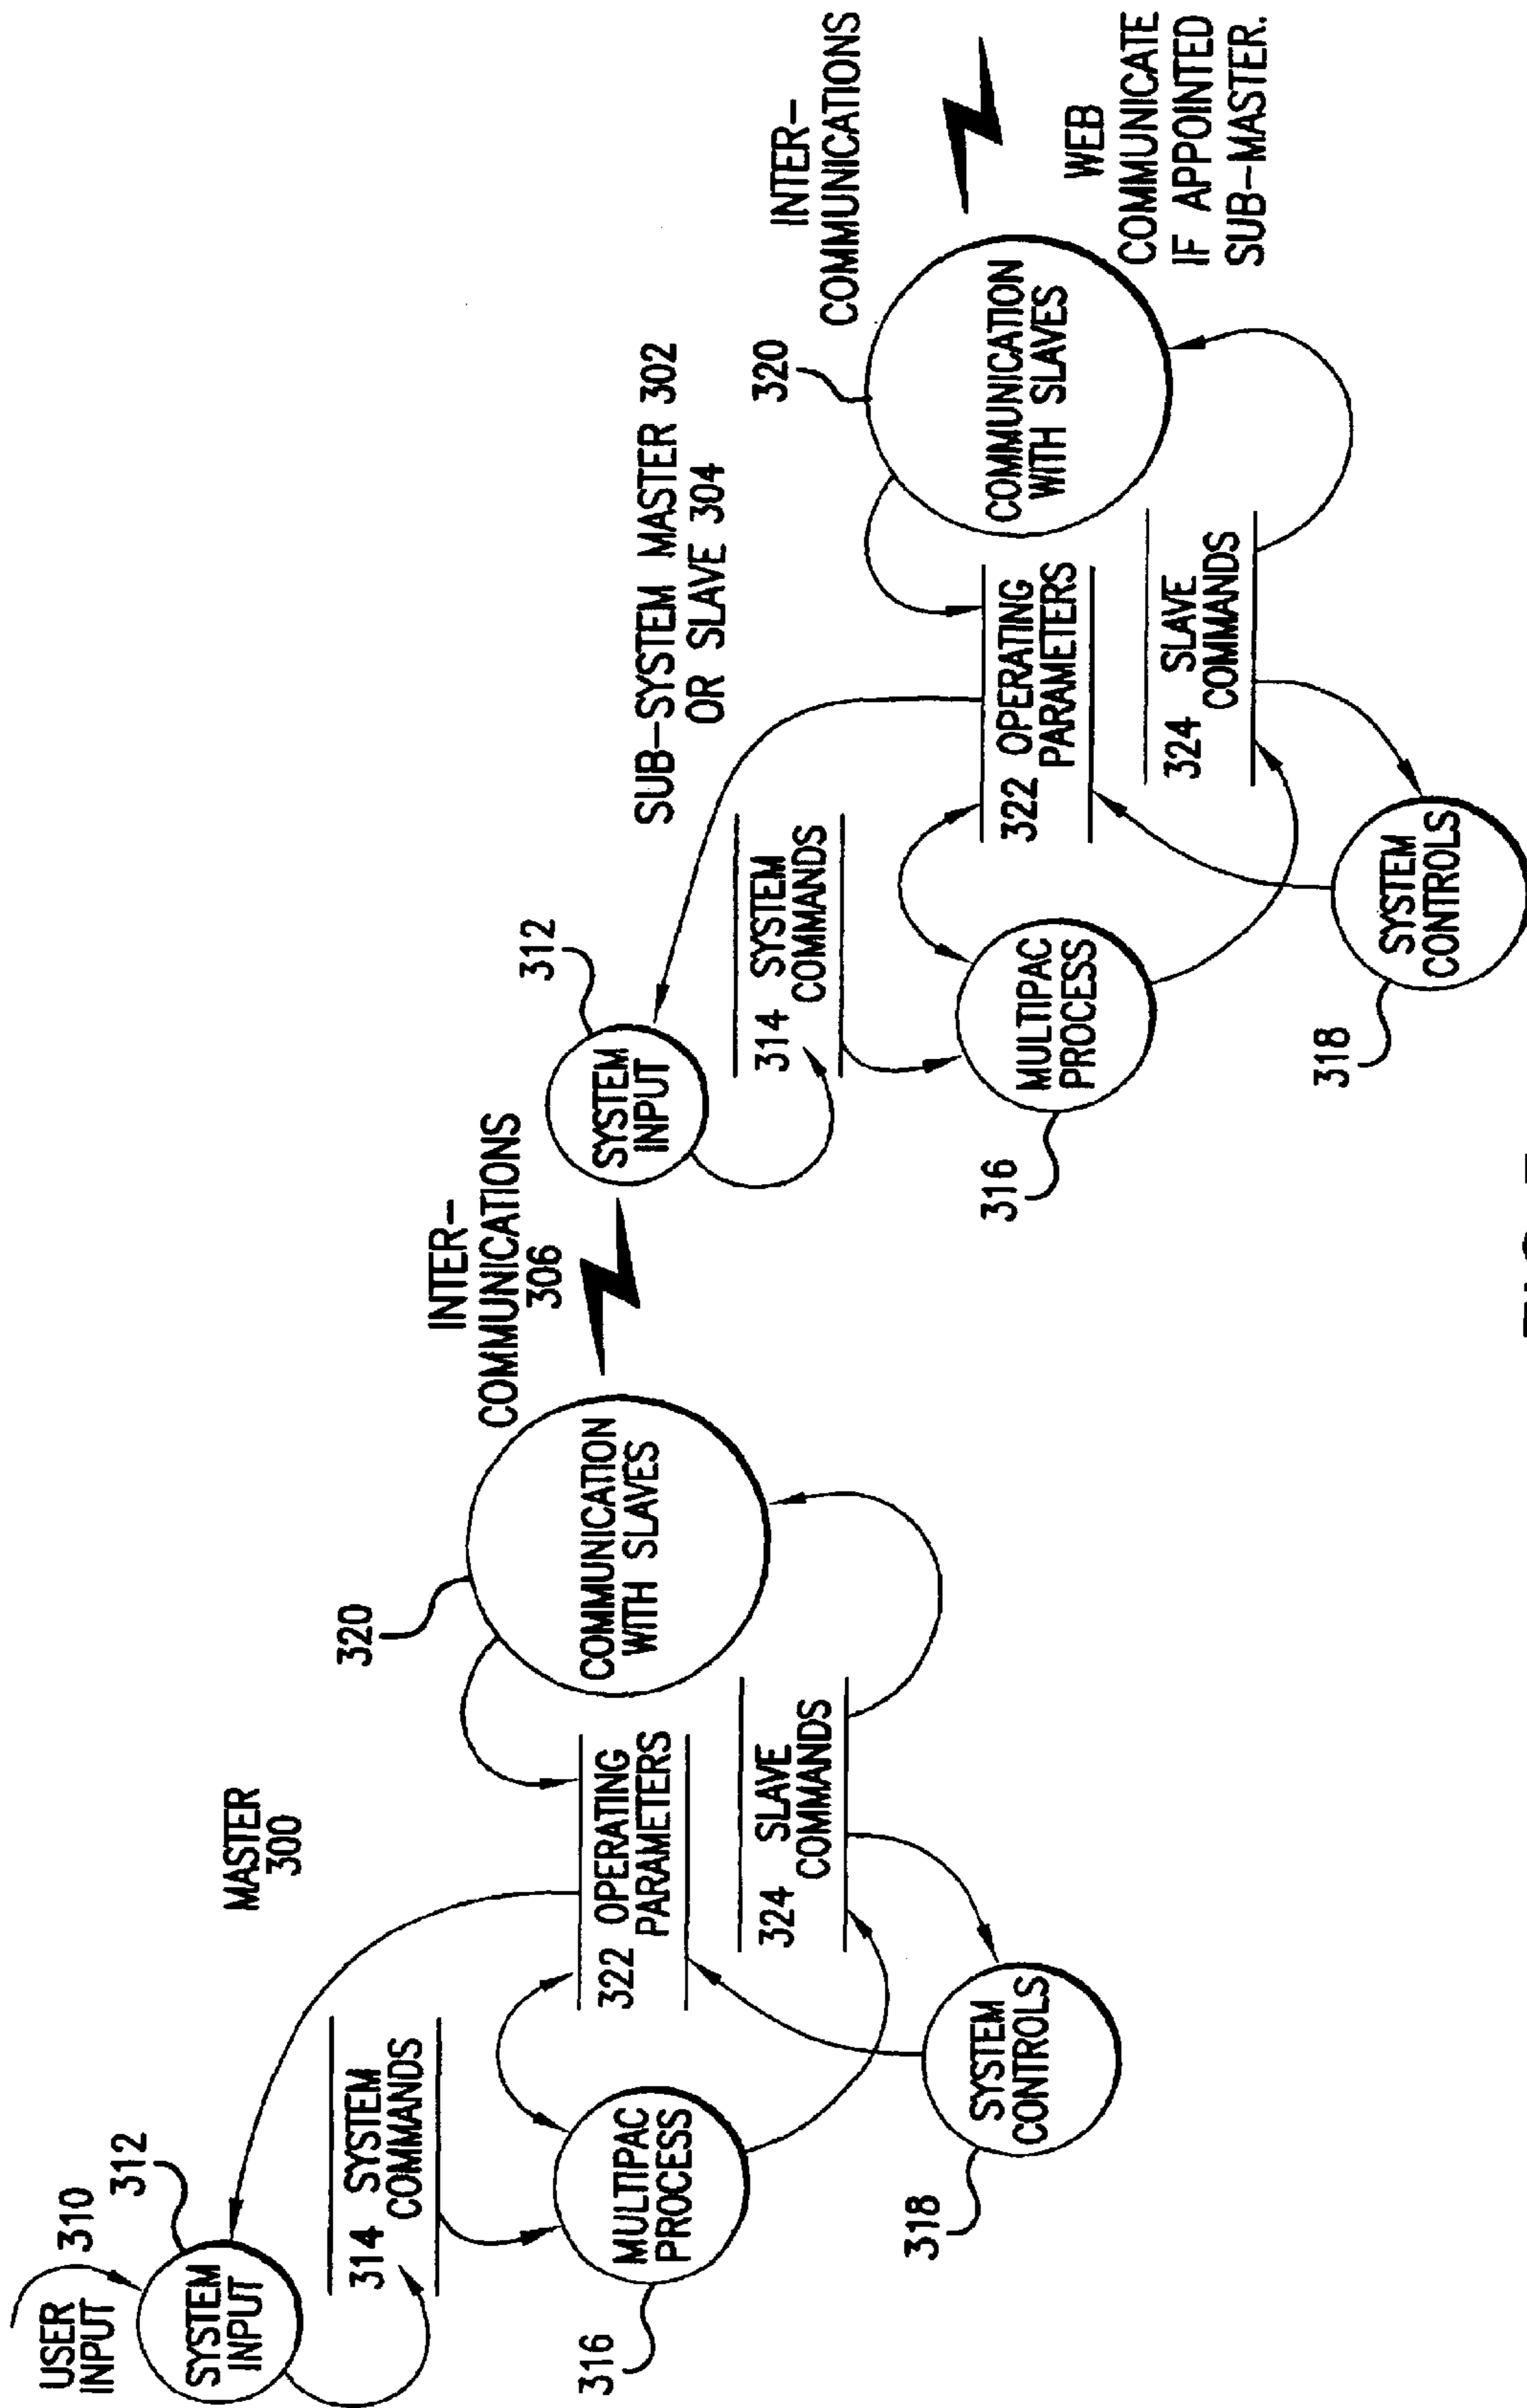 USER
INPUT
310
312
SYSTEM
INPUT
314 SYSTEM
COMMANDS
MASTER
300
316
MULTIPAC
PROCESS
322 OPERATING
PARAMETERS
320
COMMUNICATION
WITH SLAVES
324 SLAVE
COMMANDS
318
SYSTEM
CONTROLS
INTER-
COMMUNICATIONS
306
312
SYSTEM
INPUT
SUB-SYSTEM MASTER 302
OR SLAVE 304
314 SYSTEM
COMMANDS
316
MULTIPAC
PROCESS
322 OPERATING
PARAMETERS
320
COMMUNICATION
WITH SLAVES
324 SLAVE
COMMANDS
318
SYSTEM
CONTROLS
INTER-
COMMUNICATIONS
WEB
COMMUNICATE
IF APPOINTED
SUB-MASTER.